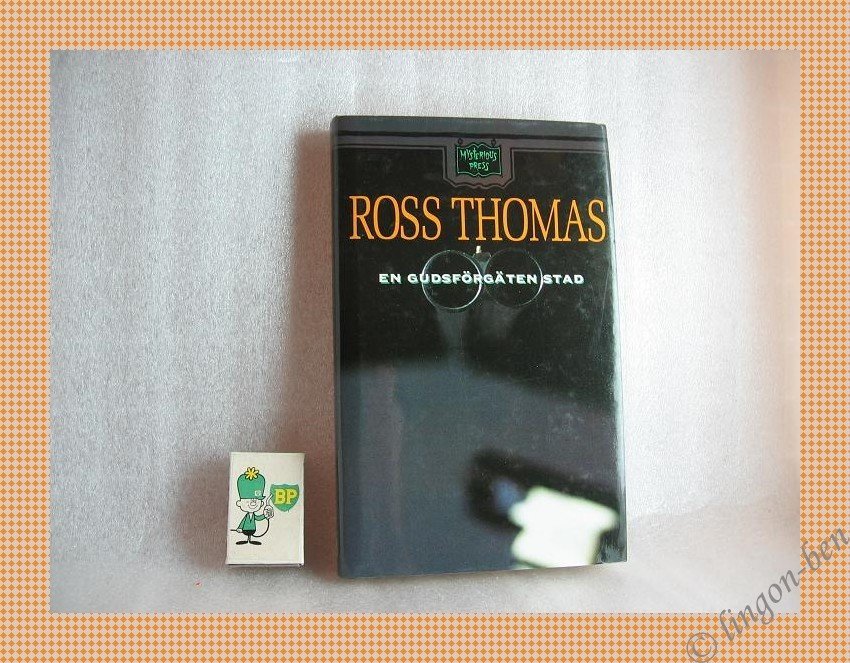 MYSTERIOUS
PRESS
ROSS THOMAS
EN GUDSFÖRGÄTEN STAD
BP
© lingon-ben